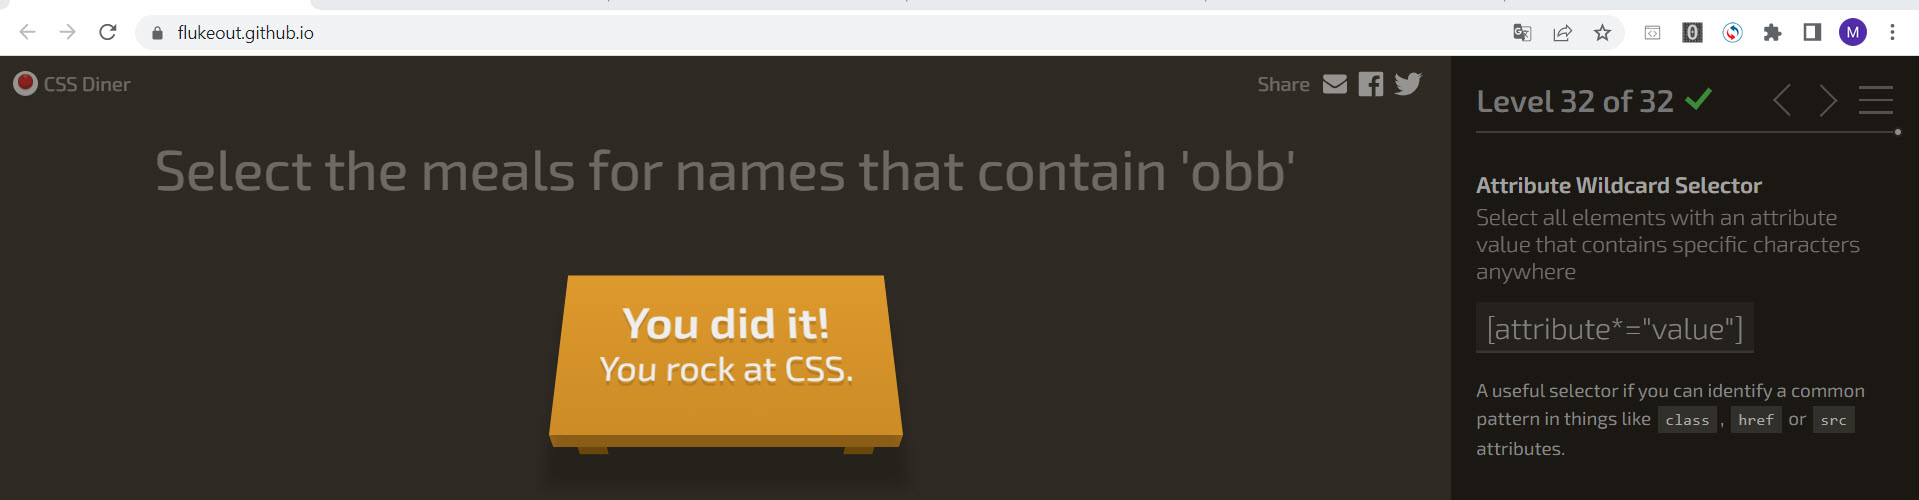 flukeout.github.io
M
CSS Diner
Share
Select the meals for names that contain 'obb'
You did it!
You rock at CSS.
Level 32 of 32
Attribute Wildcard Selector
Select all elements with an attribute
value that contains specific characters
anywhere
[attribute*="value"]
A useful selector if you can identify a common
pattern in things like class, href or src
attributes.